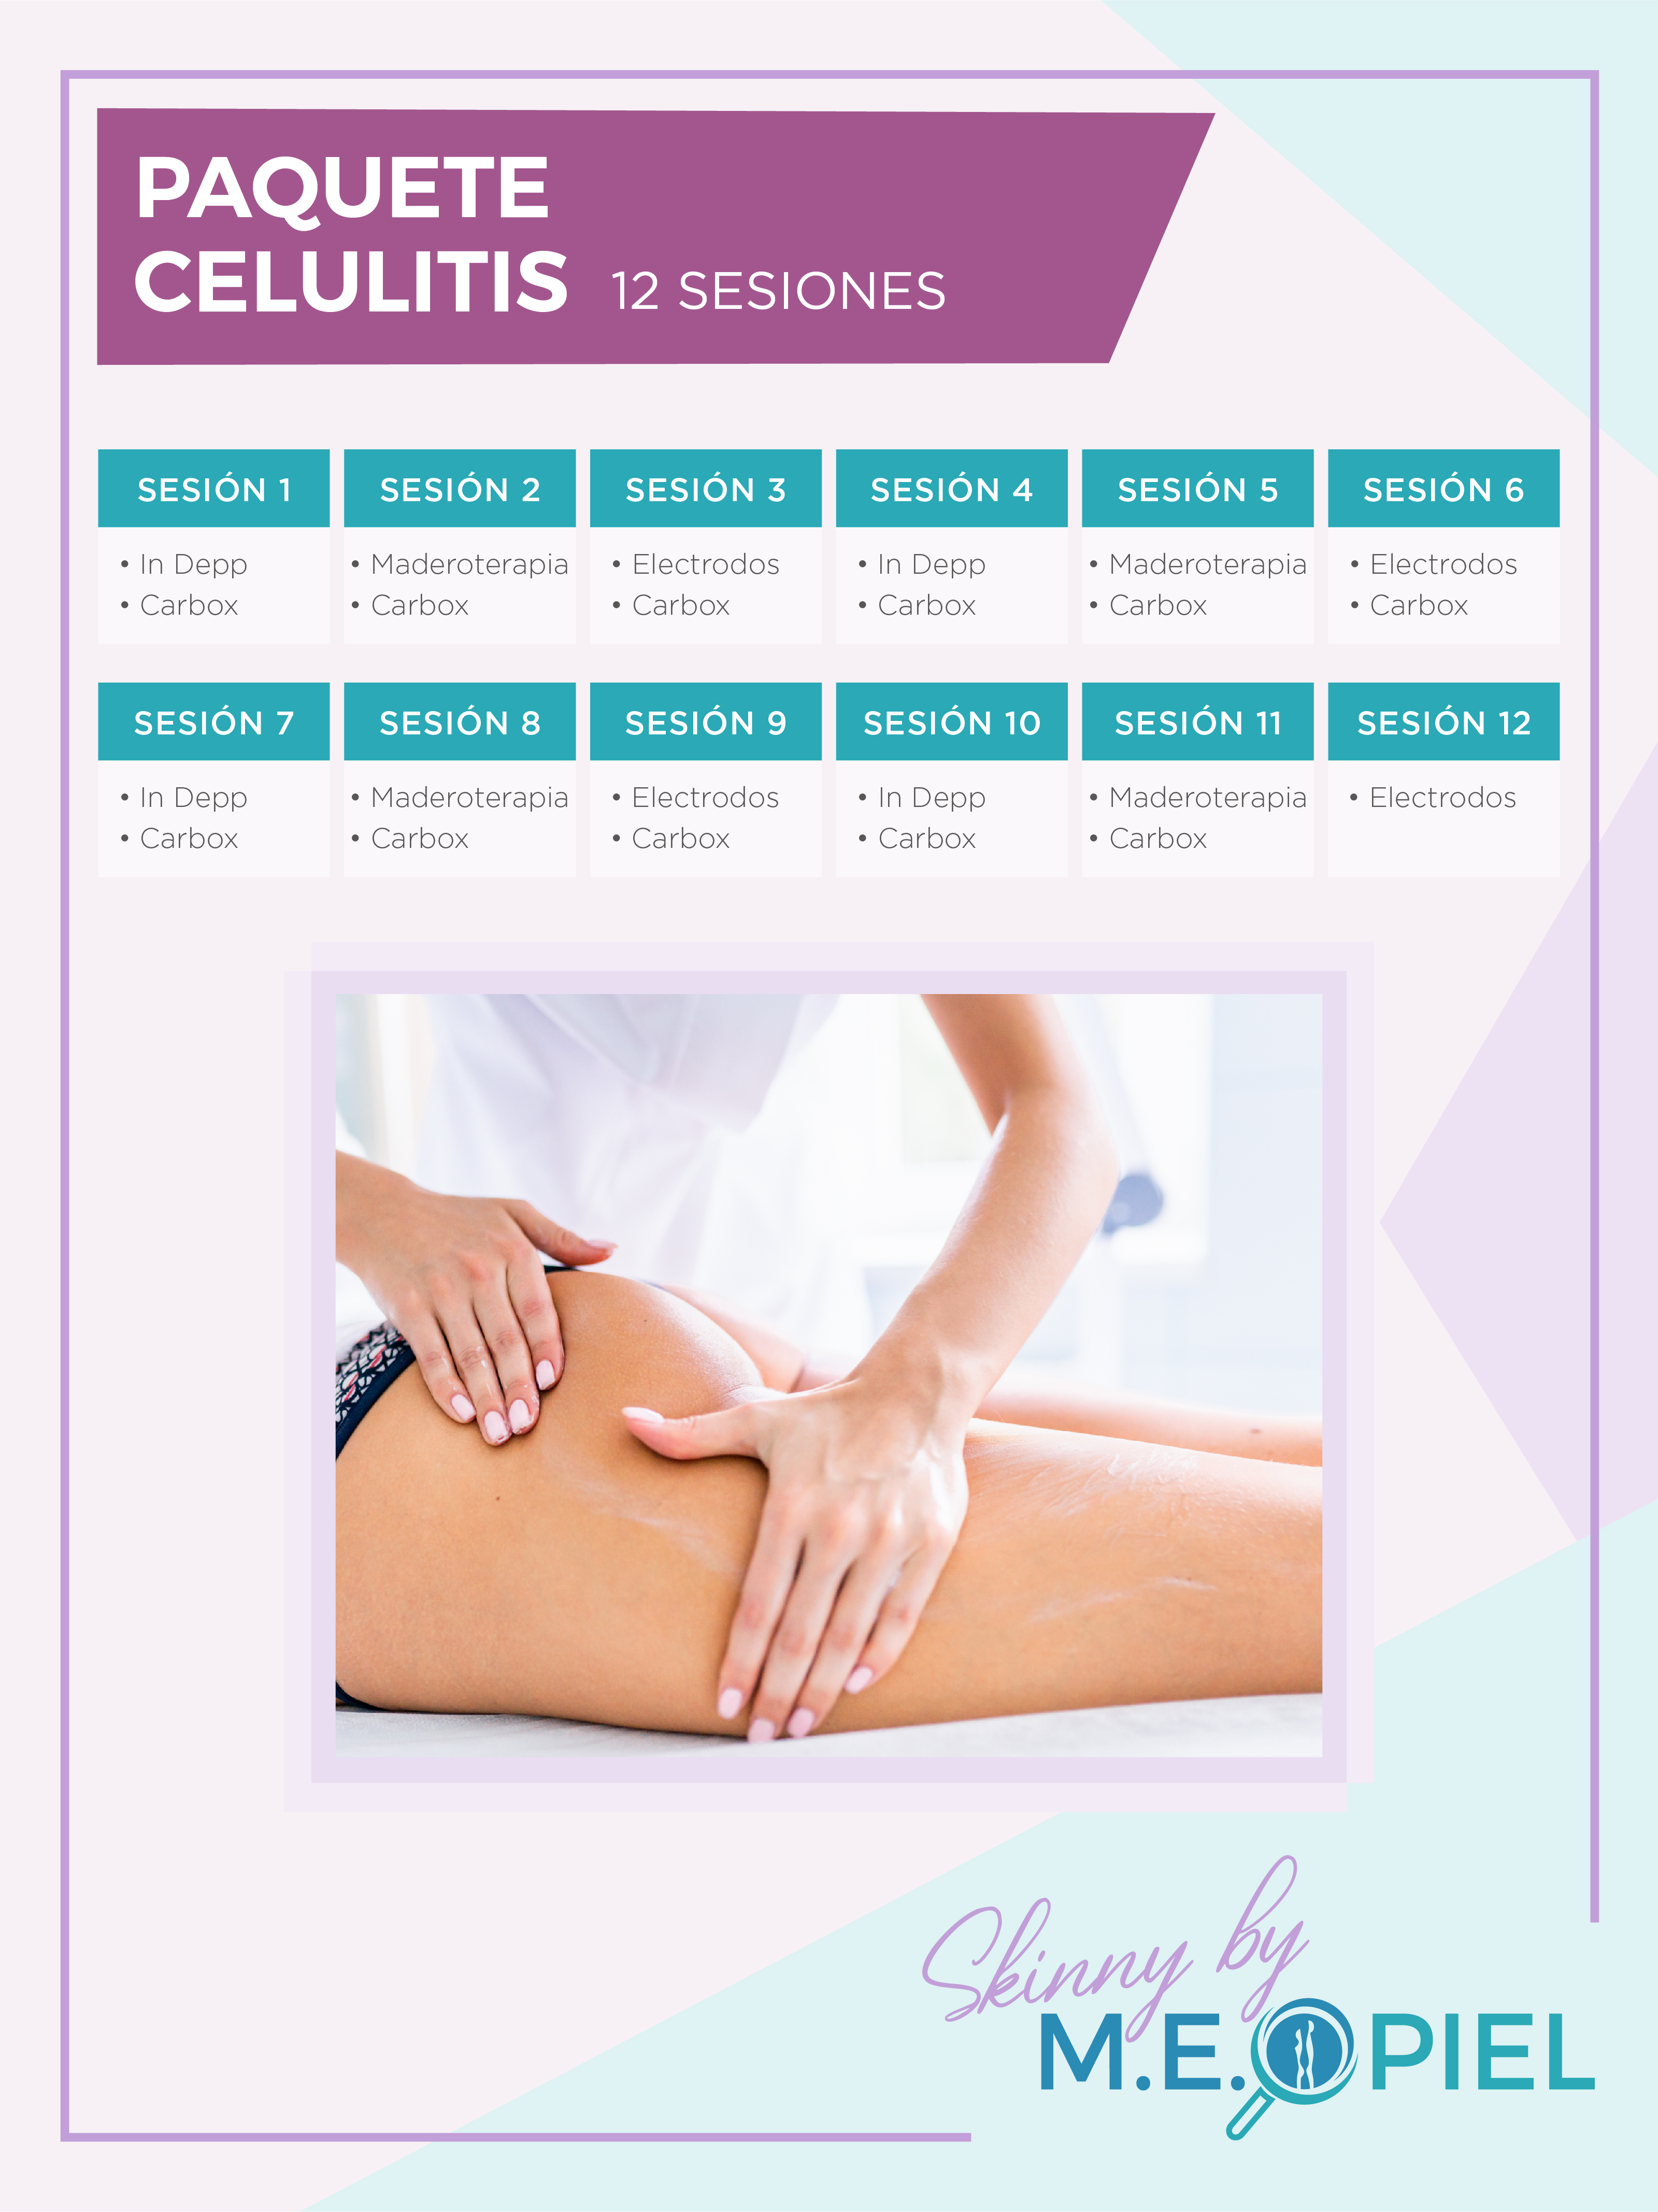 PAQUETE
CELULITIS 12 SESIONES
SESIÓN 1
• In Depp
• Carbox
SESIÓN 2
• Maderoterapia
• Carbox
SESIÓN 3
• Electrodos
• Carbox
SESIÓN 4
• In Depp
• Carbox
SESIÓN 5
• Maderoterapia
• Carbox
SESIÓN 6
• Electrodos
• Carbox
SESIÓN 7
• In Depp
• Carbox
SESIÓN 8
• Maderoterapia
• Carbox
SESIÓN 9
• Electrodos
• Carbox
SESIÓN 10
• In Depp
• Carbox
SESIÓN 11
• Maderoterapia
• Carbox
SESIÓN 12
• Electrodos
Skinny by
M.E. PIEL